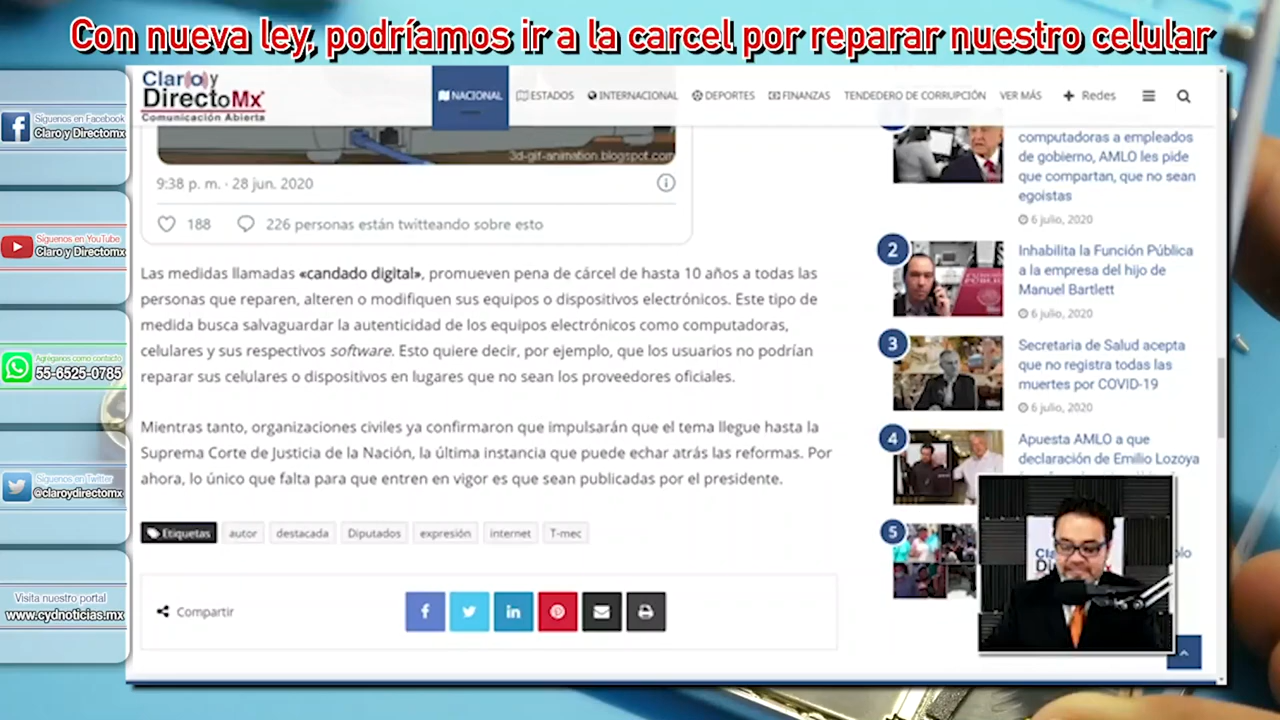 Con nueva ley, podríamos ir a la carcel por reparar nuestro celular
Síguenos en Facebook
Claro y Directomx
Síguenos en YouTube
Claro y Directomx
Agréganos como contacto
55-6525-0785
Síguenos en Twitter
@claroydirectomx
Visita nuestro portal
www.cydnoticias.mx
Claro y
DirectoMx
Comunicación Abierta
NACIONAL
ESTADOS
INTERNACIONAL
DEPORTES
FINANZAS
TENDEDERO DE CORRUPCIÓN
VER MÁS
Redes
3d-gif-animation.blogspot.com
9:38 p. m. · 28 jun. 2020
188
226 personas están twitteando sobre esto
Las medidas llamadas «candado digital», promueven pena de cárcel de hasta 10 años a todas las
personas que reparen, alteren o modifiquen sus equipos o dispositivos electrónicos. Este tipo de
medida busca salvaguardar la autenticidad de los equipos electrónicos como computadoras,
celulares y sus respectivos software. Esto quiere decir, por ejemplo, que los usuarios no podrían
reparar sus celulares o dispositivos en lugares que no sean los proveedores oficiales.
Mientras tanto, organizaciones civiles ya confirmaron que impulsarán que el tema llegue hasta la
Suprema Corte de Justicia de la Nación, la última instancia que puede echar atrás las reformas. Por
ahora, lo único que falta para que entren en vigor es que sean publicadas por el presidente.
Etiquetas
autor
destacada
Diputados
expresión
internet
T-mec
Compartir
computadoras a empleados
de gobierno, AMLO les pide
que compartan, que no sean
egoistas
6 julio, 2020
2
Inhabilita la Función Pública
a la empresa del hijo de
Manuel Bartlett
6 julio, 2020
3
Secretaria de Salud acepta
que no registra todas las
muertes por COVID-19
6 julio, 2020
4
Apuesta AMLO a que
declaración de Emilio Lozoya
5